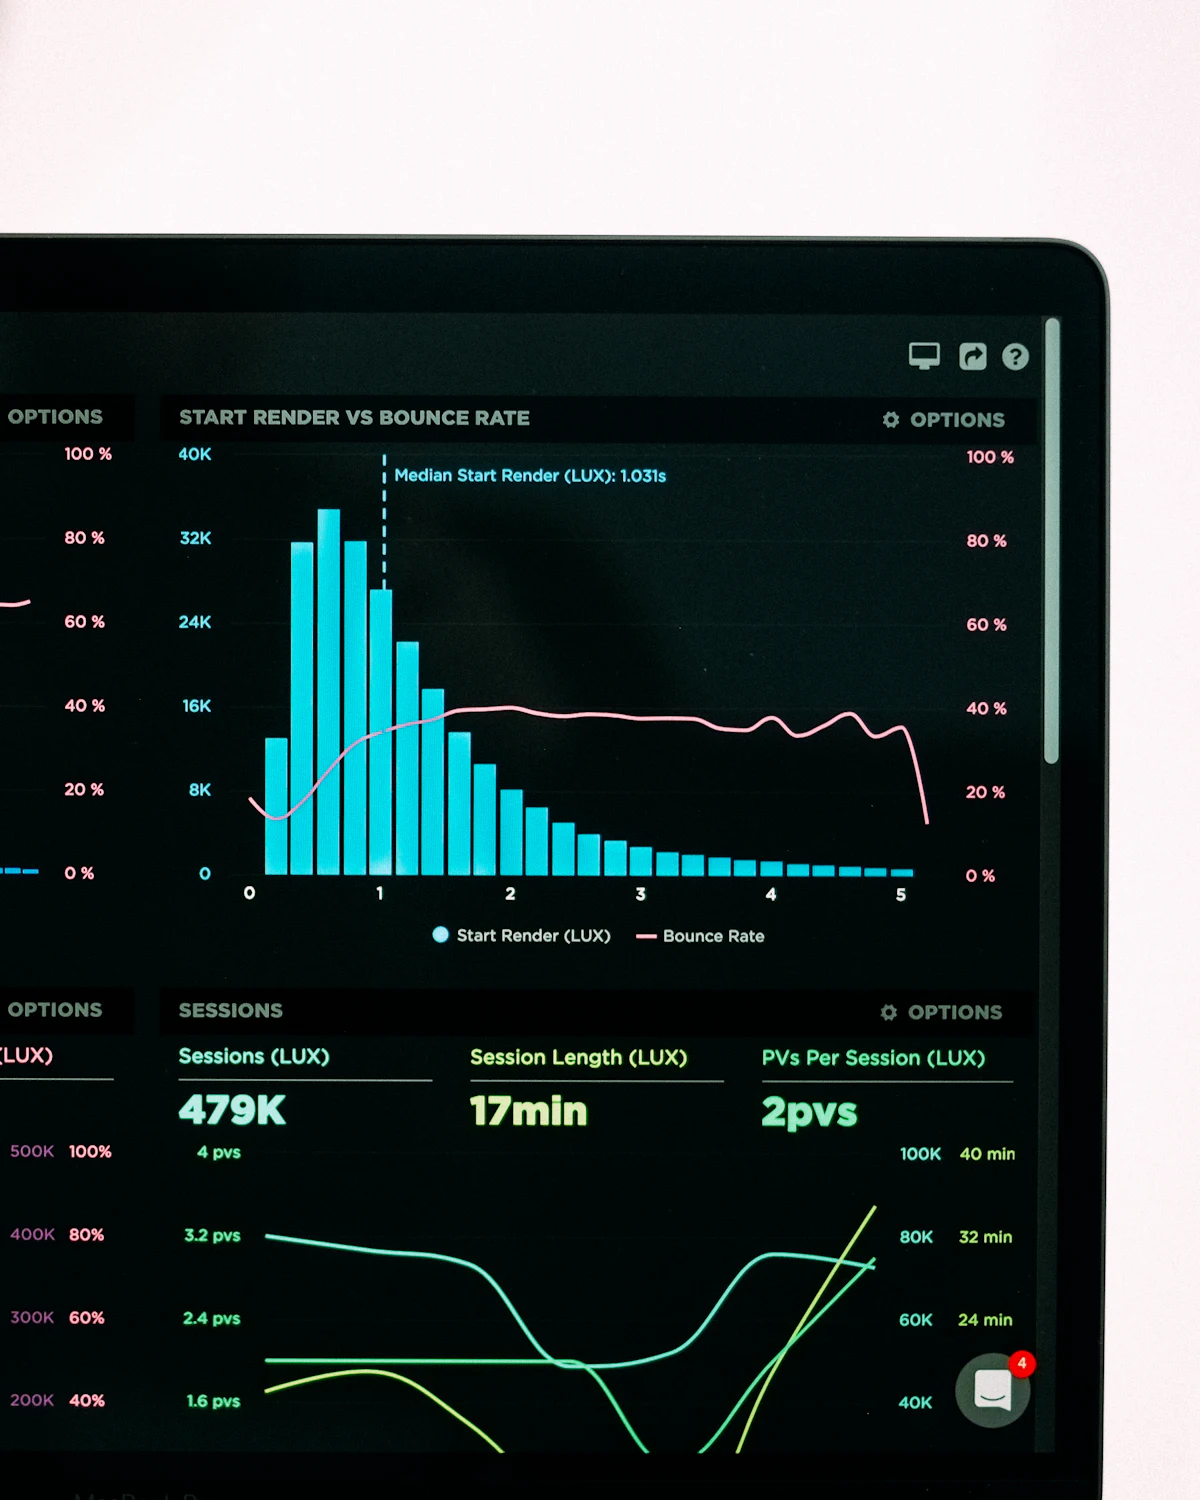 OPTIONS
START RENDER VS BOUNCE RATE
OPTIONS
100 %
80 %
60 %
40 %
20 %
0 %
40K
32K
24K
16K
8K
0
Median Start Render (LUX): 1.031s
100 %
80 %
60 %
40 %
20 %
0 %
0 1 2 3 4 5
Start Render (LUX) Bounce Rate
OPTIONS
SESSIONS
OPTIONS
(LUX)
Sessions (LUX)
Session Length (LUX)
PVs Per Session (LUX)
479K
17min
2pvs
500K 100%
400K 80%
300K 60%
200K 40%
4 pvs
3.2 pvs
2.4 pvs
1.6 pvs
100K 40 min
80K 32 min
60K 24 min
40K
4